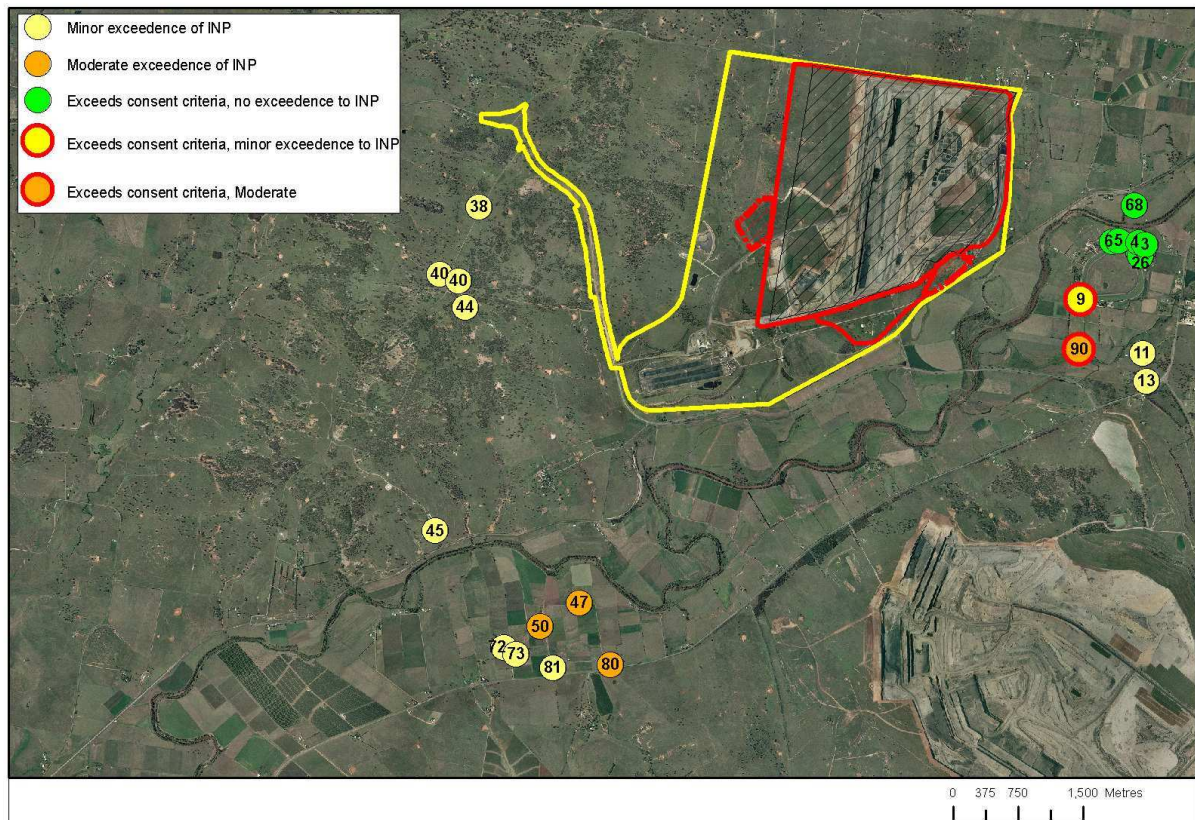 Minor exceedence of INP
Moderate exceedence of INP
Exceeds consent criteria, no exceedence to INP
Exceeds consent criteria, minor exceedence to INP
Exceeds consent criteria, Moderate
38
68
65 43
26
40 40
9
44
90
11
13
45
47
50
72 73
81 80
0 375 750 1,500 Metres